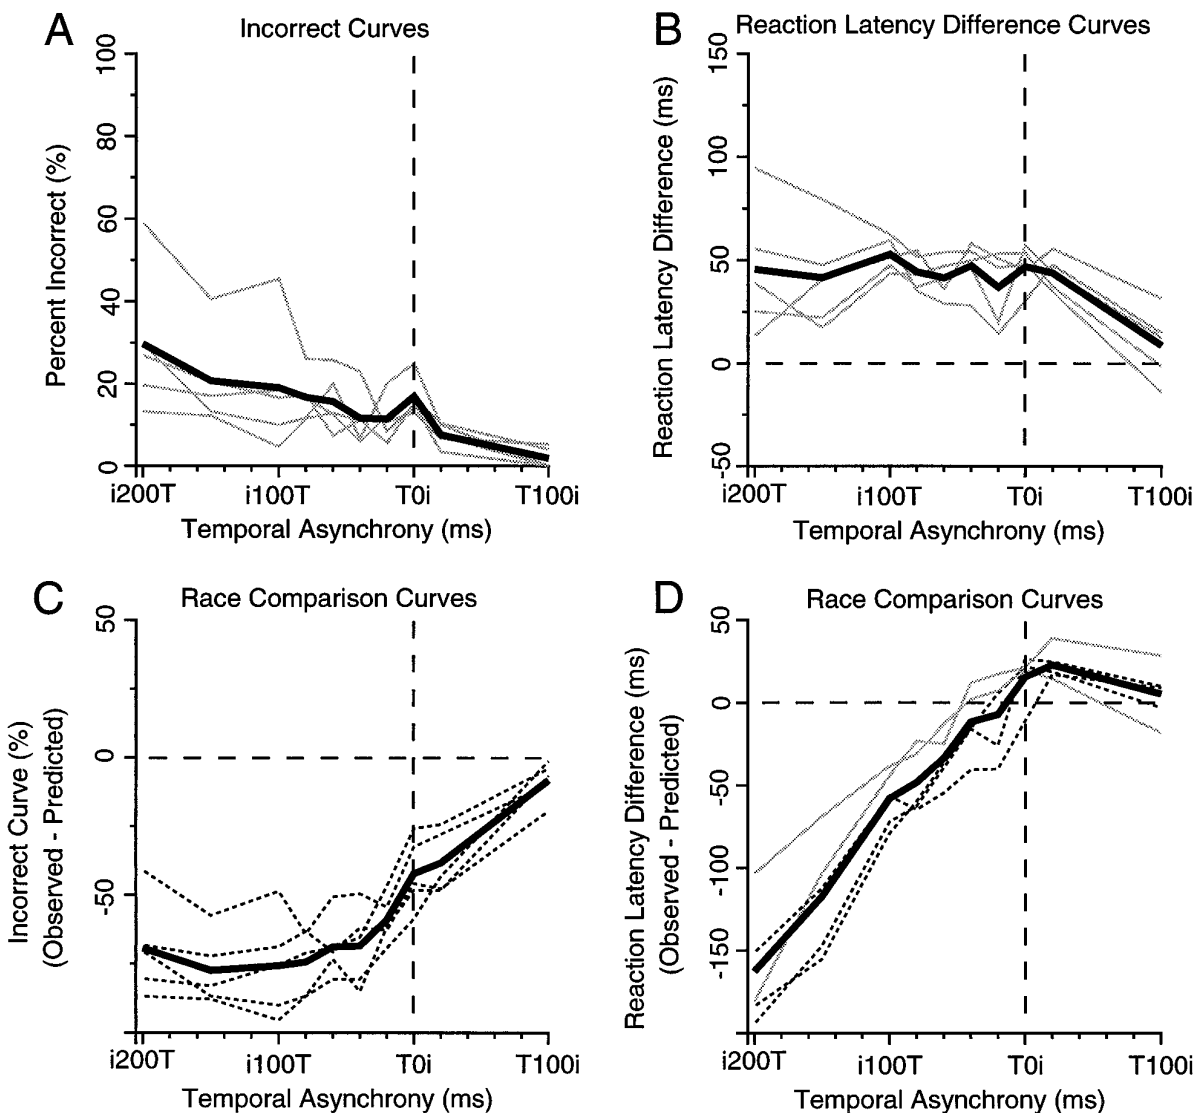 A
Incorrect Curves
Percent Incorrect (%)
100
80
60
40
20
0
i200T
i100T
T0i
T100i
Temporal Asynchrony (ms)
B
Reaction Latency Difference Curves
Reaction Latency Difference (ms)
150
100
50
0
-50
i200T
i100T
T0i
T100i
Temporal Asynchrony (ms)
C
Race Comparison Curves
Incorrect Curve (%)
(Observed - Predicted)
50
0
-50
i200T
i100T
T0i
T100i
Temporal Asynchrony (ms)
D
Race Comparison Curves
Reaction Latency Difference (ms)
(Observed - Predicted)
50
0
-50
-100
-150
i200T
i100T
T0i
T100i
Temporal Asynchrony (ms)